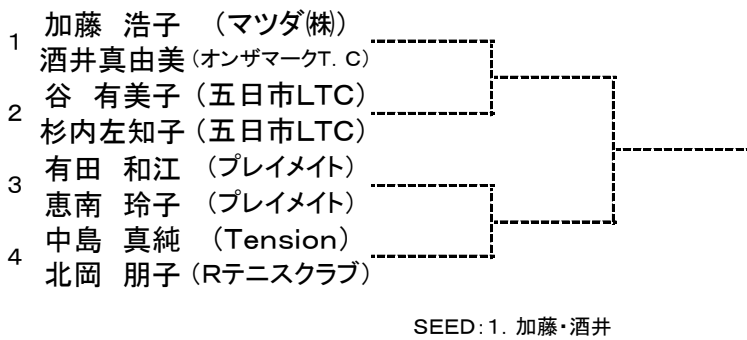 1
加藤 浩子 (マツダ㈱)
酒井真由美(オンザマークT. C)
2
谷 有美子(五日市LTC)
杉内左知子(五日市LTC)
3
有田 和江 (プレイメイト)
恵南 玲子 (プレイメイト)
4
中島 真純 (Tension)
北岡 朋子(Rテニスクラブ)
SEED:1. 加藤・酒井